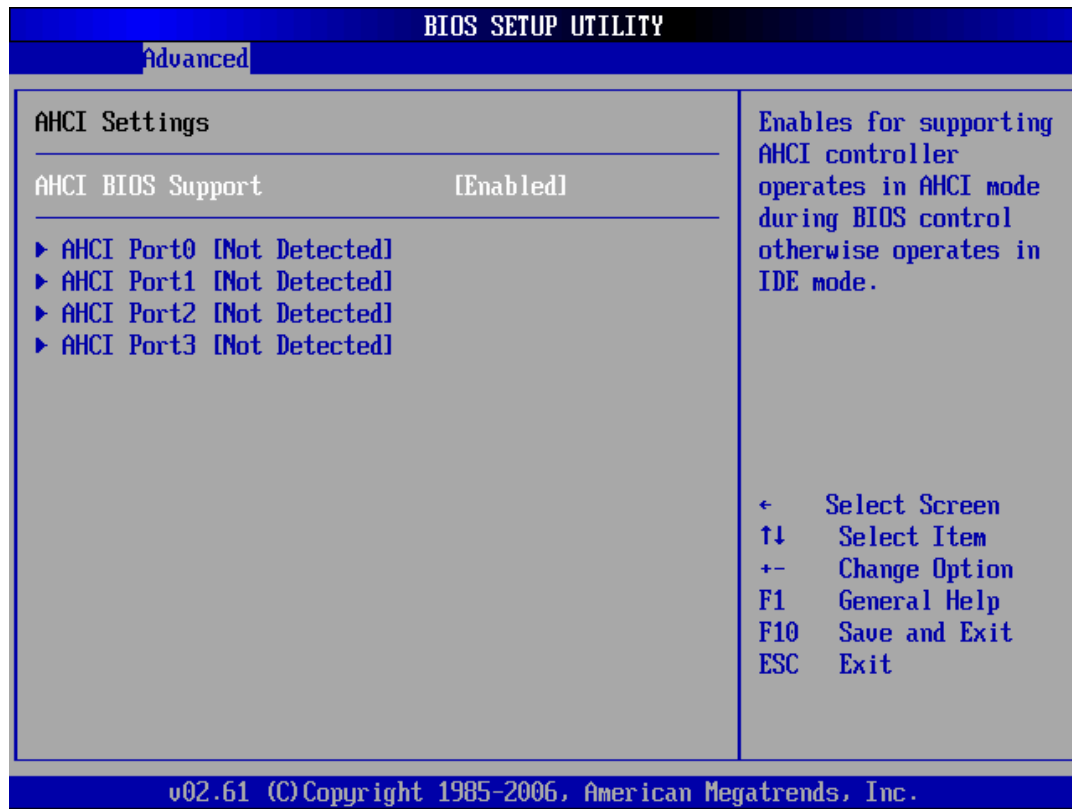 BIOS SETUP UTILITY
Advanced
AHCI Settings
AHCI BIOS Support [Enabled]
AHCI Port0 [Not Detected]
AHCI Port1 [Not Detected]
AHCI Port2 [Not Detected]
AHCI Port3 [Not Detected]
Enables for supporting
AHCI controller
operates in AHCI mode
during BIOS control
otherwise operates in
IDE mode.
← Select Screen
↑↓ Select Item
+- Change Option
F1 General Help
F10 Save and Exit
ESC Exit
v02.61 (C)Copyright 1985-2006, American Megatrends, Inc.